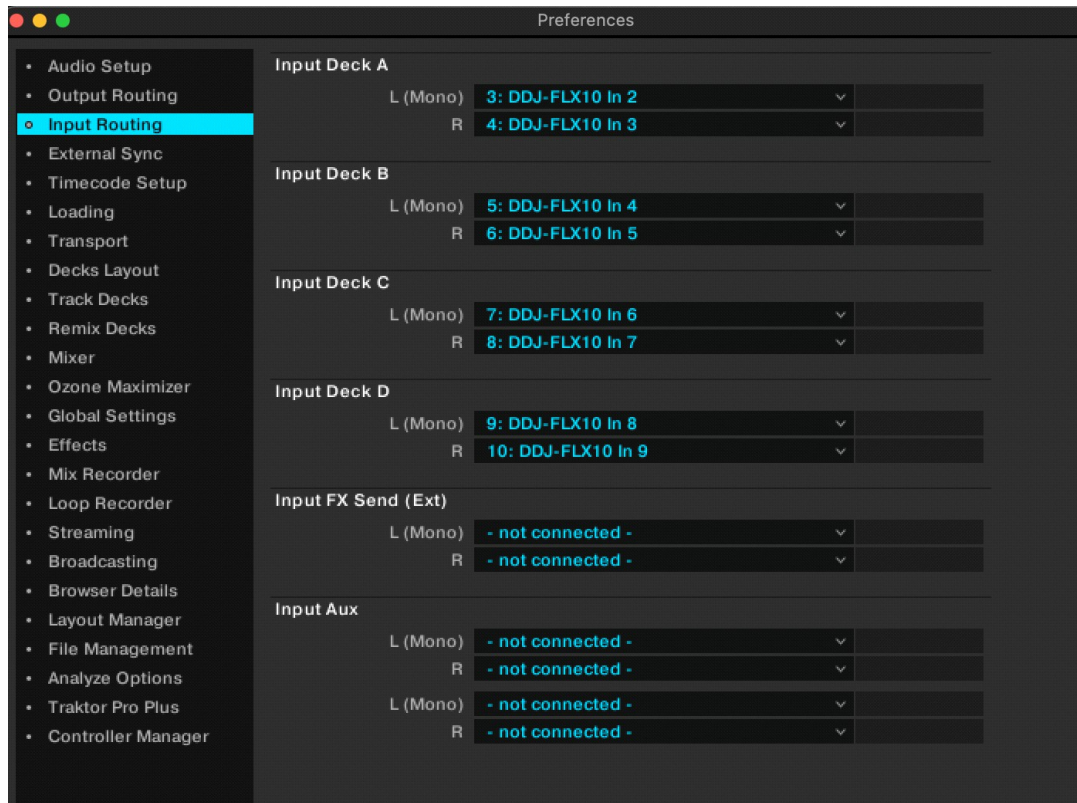 Preferences
Audio Setup
Output Routing
Input Routing
External Sync
Timecode Setup
Loading
Transport
Decks Layout
Track Decks
Remix Decks
Mixer
Ozone Maximizer
Global Settings
Effects
Mix Recorder
Loop Recorder
Streaming
Broadcasting
Browser Details
Layout Manager
File Management
Analyze Options
Traktor Pro Plus
Controller Manager
Input Deck A
L (Mono) 3: DDJ-FLX10 In 2
R 4: DDJ-FLX10 In 3
Input Deck B
L (Mono) 5: DDJ-FLX10 In 4
R 6: DDJ-FLX10 In 5
Input Deck C
L (Mono) 7: DDJ-FLX10 In 6
R 8: DDJ-FLX10 In 7
Input Deck D
L (Mono) 9: DDJ-FLX10 In 8
R 10: DDJ-FLX10 In 9
Input FX Send (Ext)
L (Mono) - not connected -
R - not connected -
Input Aux
L (Mono) - not connected -
R - not connected -
L (Mono) - not connected -
R - not connected -